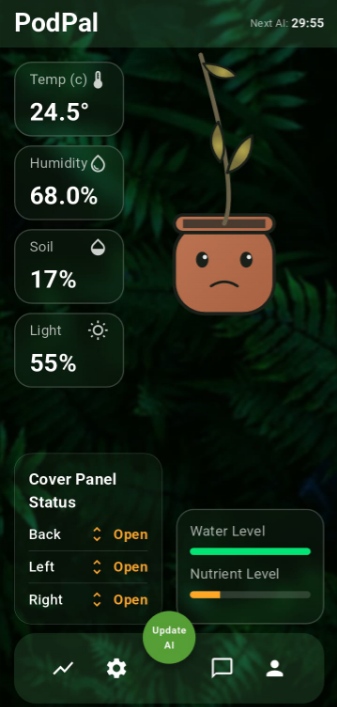 PodPal
Next AI: 29:55
Temp (c)
24.5°
Humidity
68.0%
Soil
17%
Light
55%
Cover Panel
Status
Back Open
Left Open
Right Open
Water Level
Nutrient Level
Update
AI